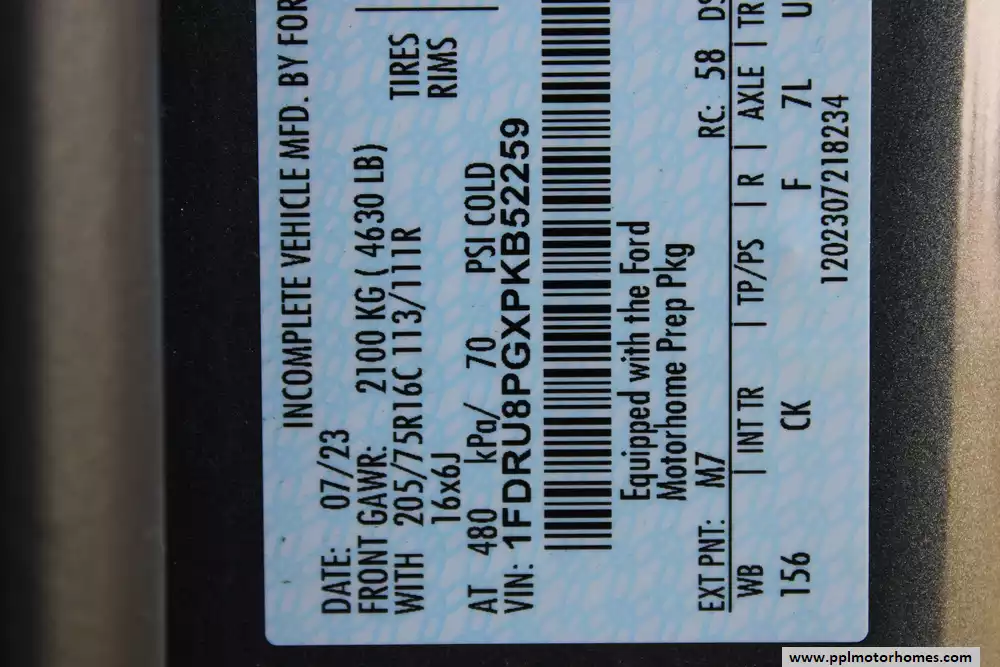 INCOMPLETE VEHICLE MFD. BY FOR
DATE: 07/23
FRONT GAWR: 2100 KG ( 4630 LB)
WITH 205/75R16C 113/111R TIRES
16x6J RIMS
AT 480 kPa/ 70 PSI COLD
VIN: 1FDRU8PGXPKB52259
Equipped with the Ford
Motorhome Prep Pkg
EXT PNT: M7 RC: 58 DS
WB | INT TR | TP/PS | R | AXLE | TR
156 CK F 7L U
1202307218234
www.pplmotorhomes.com